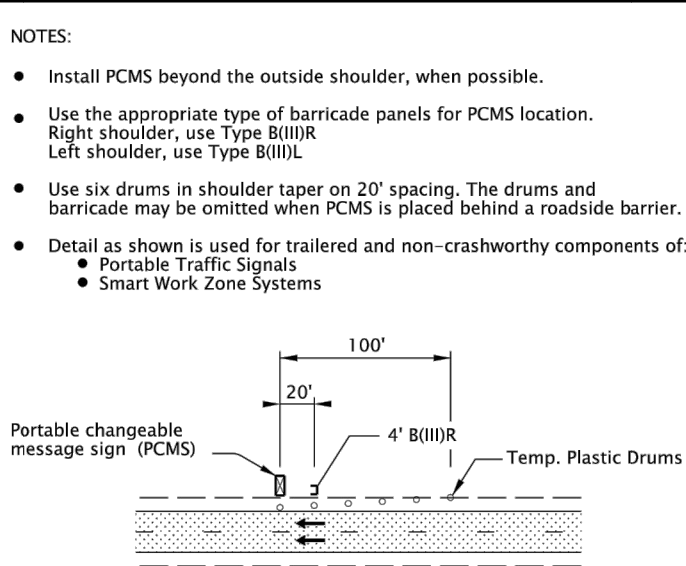 NOTES:
● Install PCMS beyond the outside shoulder, when possible.
● Use the appropriate type of barricade panels for PCMS location.
Right shoulder, use Type B(III)R
Left shoulder, use Type B(III)L
● Use six drums in shoulder taper on 20' spacing. The drums and
barricade may be omitted when PCMS is placed behind a roadside barrier.
● Detail as shown is used for trailered and non-crashworthy components of:
● Portable Traffic Signals
● Smart Work Zone Systems
100'
20'
Portable changeable
message sign (PCMS)
4' B(III)R
Temp. Plastic Drums